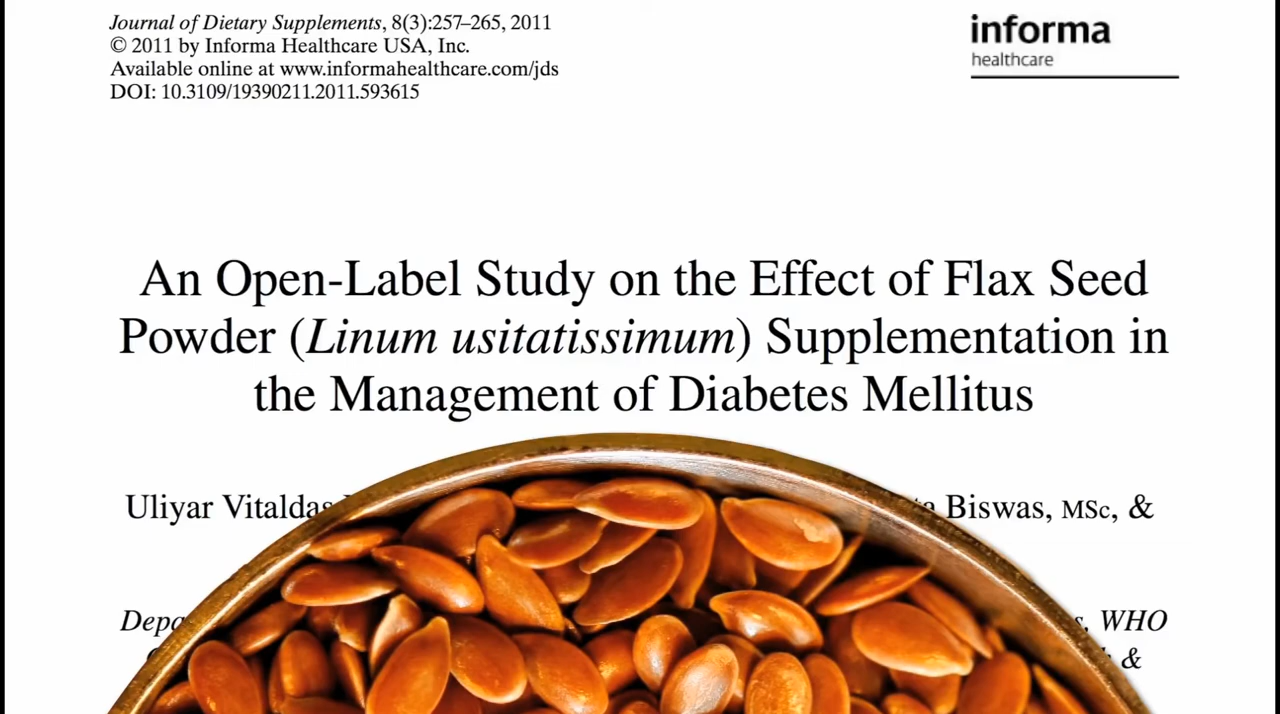 Journal of Dietary Supplements, 8(3):257–265, 2011
© 2011 by Informa Healthcare USA, Inc.
Available online at www.informahealthcare.com/jds
DOI: 10.3109/19390211.2011.593615
informa
healthcare
An Open-Label Study on the Effect of Flax Seed
Powder (Linum usitatissimum) Supplementation in
the Management of Diabetes Mellitus
Uliyar Vitaldas Biswas, MSc, &
WHO
&